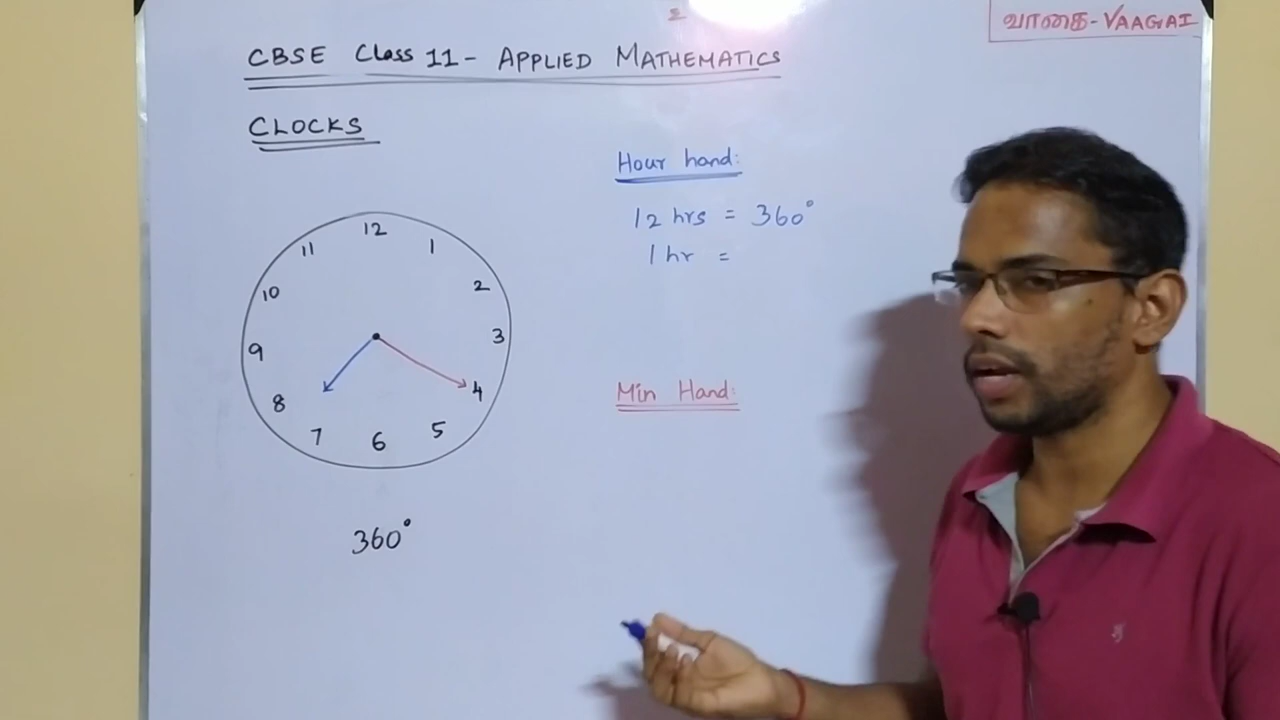 வாகை - VAAGAI
CBSE Class 11 - APPLIED MATHEMATICS
CLOCKS
12
11
1
10
2
9
3
8
4
7
5
6
360°
Hour hand:
12 hrs = 360°
1 hr =
Min Hand: